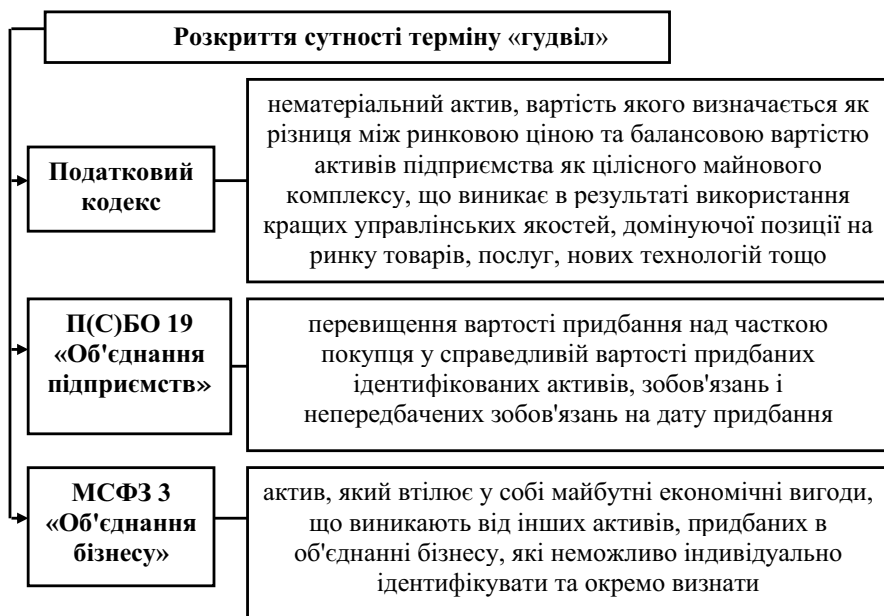 Розкриття сутності терміну «гудвіл»
Податковий
кодекс
нематеріальний актив, вартість якого визначається як
різниця між ринковою ціною та балансовою вартістю
активів підприємства як цілісного майнового
комплексу, що виникає в результаті використання
кращих управлінських якостей, домінуючої позиції на
ринку товарів, послуг, нових технологій тощо
П(С)БО 19
«Об'єднання
підприємств»
перевищення вартості придбання над часткою
покупця у справедливій вартості придбаних
ідентифікованих активів, зобов'язань і
непередбачених зобов'язань на дату придбання
МСФЗ 3
«Об'єднання
бізнесу»
актив, який втілює у собі майбутні економічні вигоди,
що виникають від інших активів, придбаних в
об'єднанні бізнесу, які неможливо індивідуально
ідентифікувати та окремо визнати